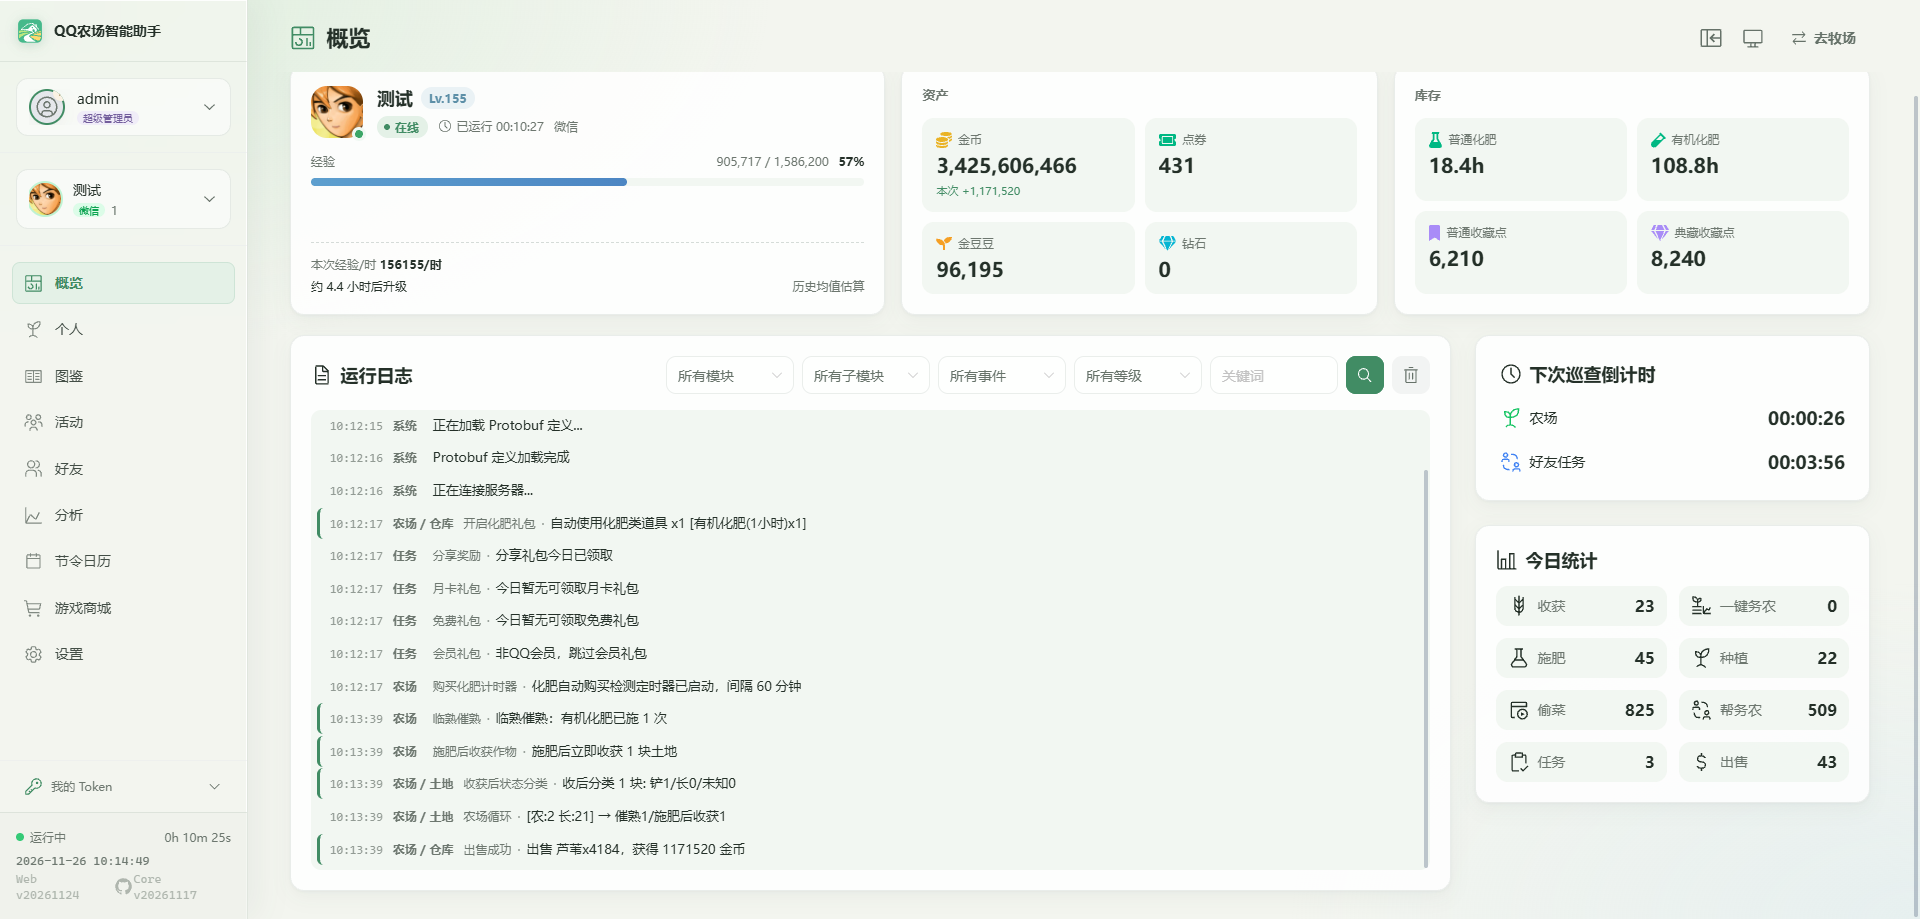 QQ农场智能助手
admin
超级管理员
测试
微信 1
概览
个人
图鉴
活动
好友
分析
节令日历
游戏商城
设置
我的 Token
运行中 0h 10m 25s
2026-11-26 10:14:49
Web
v20261124
Core
v20261117
概览
去牧场
测试 Lv.155
在线 已运行 00:10:27 微信
经验 905,717 / 1,586,200 57%
本次经验/时 156155/时
约 4.4 小时后升级 历史均值估算
资产
金币
3,425,606,466
本次 +1,171,520
点券
431
金豆豆
96,195
钻石
0
库存
普通化肥
18.4h
有机化肥
108.8h
普通收藏点
6,210
典藏收藏点
8,240
运行日志 所有模块 所有子模块 所有事件 所有等级 关键词
10:12:15 系统 正在加载 Protobuf 定义...
10:12:16 系统 Protobuf 定义加载完成
10:12:16 系统 正在连接服务器...
10:12:17 农场 / 仓库 开启化肥礼包 · 自动使用化肥类道具 x1 [有机化肥(1小时)x1]
10:12:17 任务 分享奖励 · 分享礼包今日已领取
10:12:17 任务 月卡礼包 · 今日暂无可领取月卡礼包
10:12:17 任务 免费礼包 · 今日暂无可领取免费礼包
10:12:17 任务 会员礼包 · 非QQ会员，跳过会员礼包
10:12:17 农场 购买化肥计时器 · 化肥自动购买检测定时器已启动，间隔 60 分钟
10:13:39 农场 临熟催熟 · 临熟催熟：有机化肥已施 1 次
10:13:39 农场 施肥后收获作物 · 施肥后立即收获 1 块土地
10:13:39 农场 / 土地 收获后状态分类 · 收后分类 1 块: 铲1/长0/未知0
10:13:39 农场 / 土地 农场循环 · [农:2 长:21] → 催熟1/施肥后收获1
10:13:39 农场 / 仓库 出售成功 · 出售 芦苇x4184，获得 1171520 金币
下次巡查倒计时
农场 00:00:26
好友任务 00:03:56
今日统计
收获 23
一键务农 0
施肥 45
种植 22
偷菜 825
帮务农 509
任务 3
出售 43